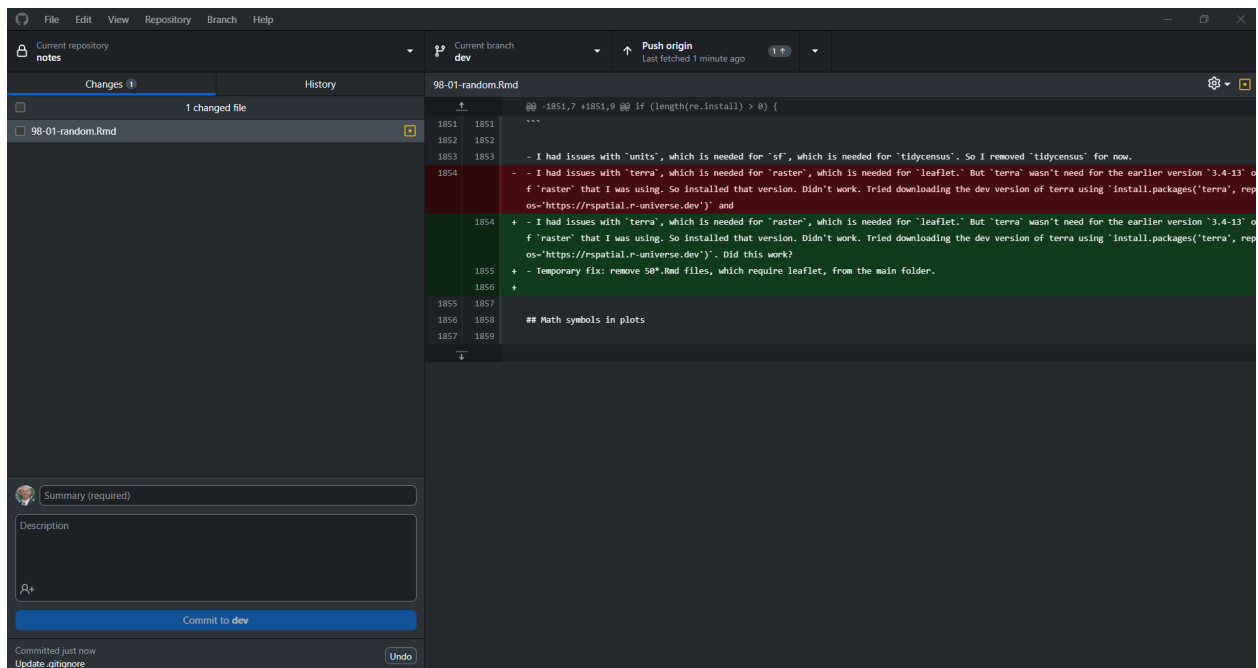 File Edit View Repository Branch Help
Current repository
notes
Current branch
dev
Push origin
Last fetched 1 minute ago
1
Changes 1
History
1 changed file
98-01-random.Rmd
Summary (required)
Description
Commit to dev
Committed just now
Update .gitignore
Undo
98-01-random.Rmd
@@ -1851,7 +1851,9 @@ if (length(re.install) > 0) {
1851 1851 ```
1852 1852
1853 1853 - I had issues with `units`, which is needed for `sf`, which is needed for `tidycensus`. So I removed `tidycensus` for now.
1854 - - I had issues with `terra`, which is needed for `raster`, which is needed for `leaflet.` But `terra` wasn't need for the earlier version `3.4-13` o
f `raster` that I was using. So installed that version. Didn't work. Tried downloading the dev version of terra using `install.packages('terra', rep
os='https://rspatial.r-universe.dev')` and
1854 + - I had issues with `terra`, which is needed for `raster`, which is needed for `leaflet.` But `terra` wasn't need for the earlier version `3.4-13` o
f `raster` that I was using. So installed that version. Didn't work. Tried downloading the dev version of terra using `install.packages('terra', rep
os='https://rspatial.r-universe.dev')`. Did this work?
1855 + - Temporary fix: remove 50*.Rmd files, which require leaflet, from the main folder.
1856 +
1855 1857
1856 1858 ## Math symbols in plots
1857 1859